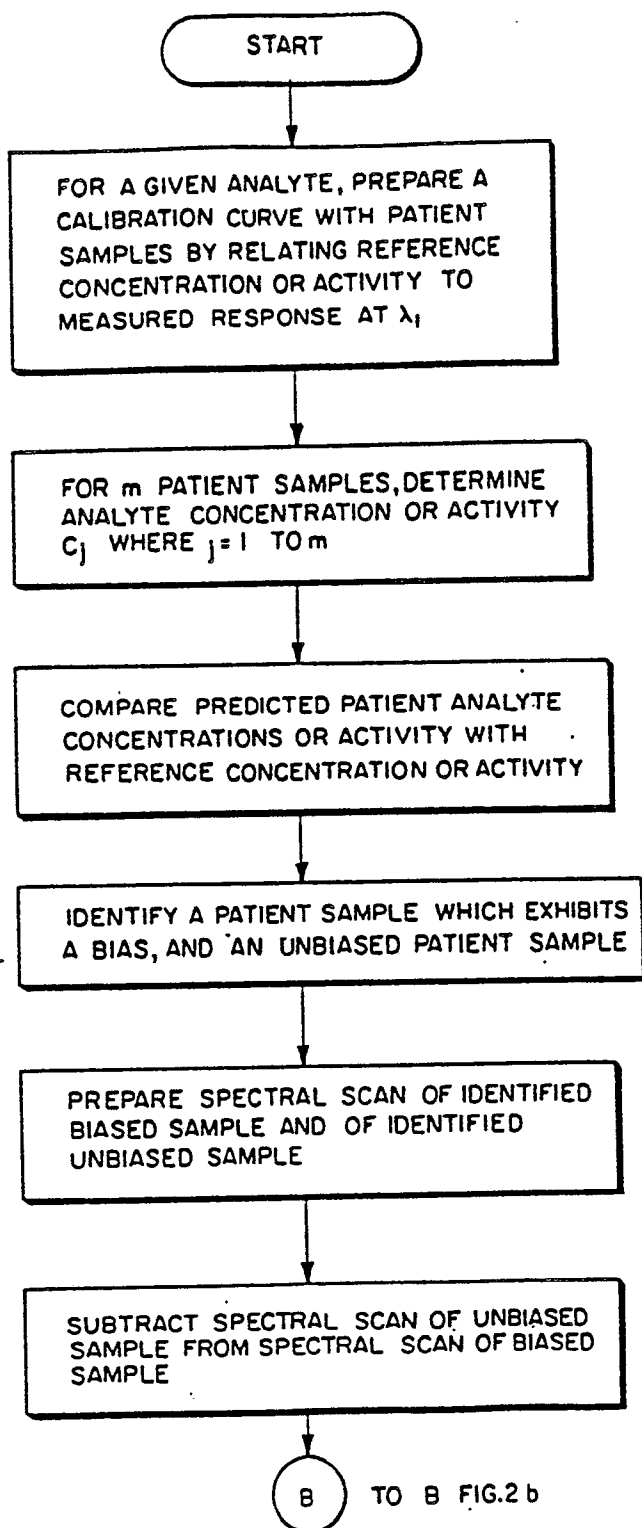 START
FOR A GIVEN ANALYTE, PREPARE A
CALIBRATION CURVE WITH PATIENT
SAMPLES BY RELATING REFERENCE
CONCENTRATION OR ACTIVITY TO
MEASURED RESPONSE AT λ₁
FOR m PATIENT SAMPLES, DETERMINE
ANALYTE CONCENTRATION OR ACTIVITY
Cj WHERE j = 1 TO m
COMPARE PREDICTED PATIENT ANALYTE
CONCENTRATIONS OR ACTIVITY WITH
REFERENCE CONCENTRATION OR ACTIVITY
IDENTIFY A PATIENT SAMPLE WHICH EXHIBITS
A BIAS, AND AN UNBIASED PATIENT SAMPLE
PREPARE SPECTRAL SCAN OF IDENTIFIED
BIASED SAMPLE AND OF IDENTIFIED
UNBIASED SAMPLE
SUBTRACT SPECTRAL SCAN OF UNBIASED
SAMPLE FROM SPECTRAL SCAN OF BIASED
SAMPLE
B TO B FIG.2 b